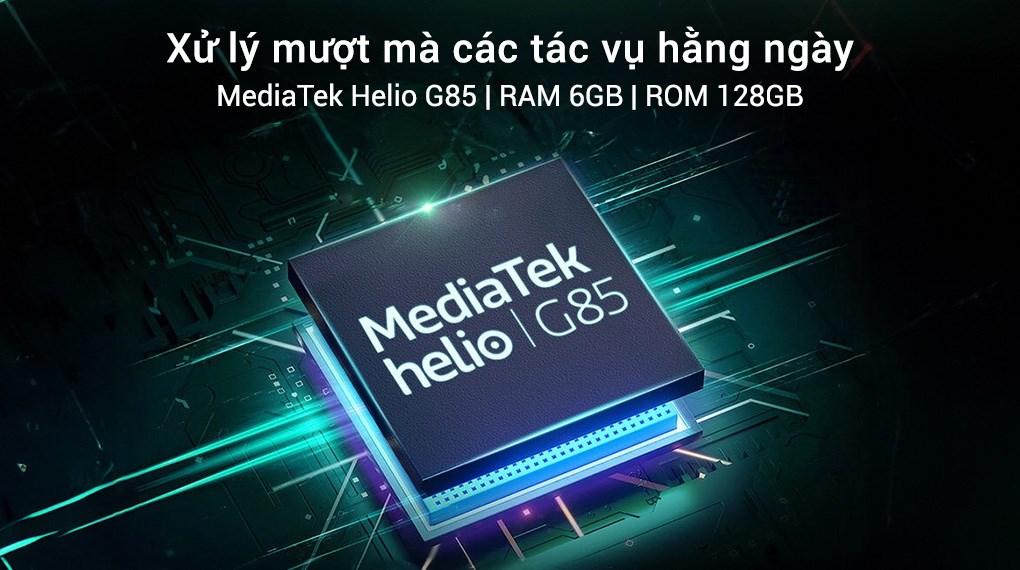 Xử lý mượt mà các tác vụ hằng ngày
MediaTek Helio G85 | RAM 6GB | ROM 128GB
MediaTek
helio | G85